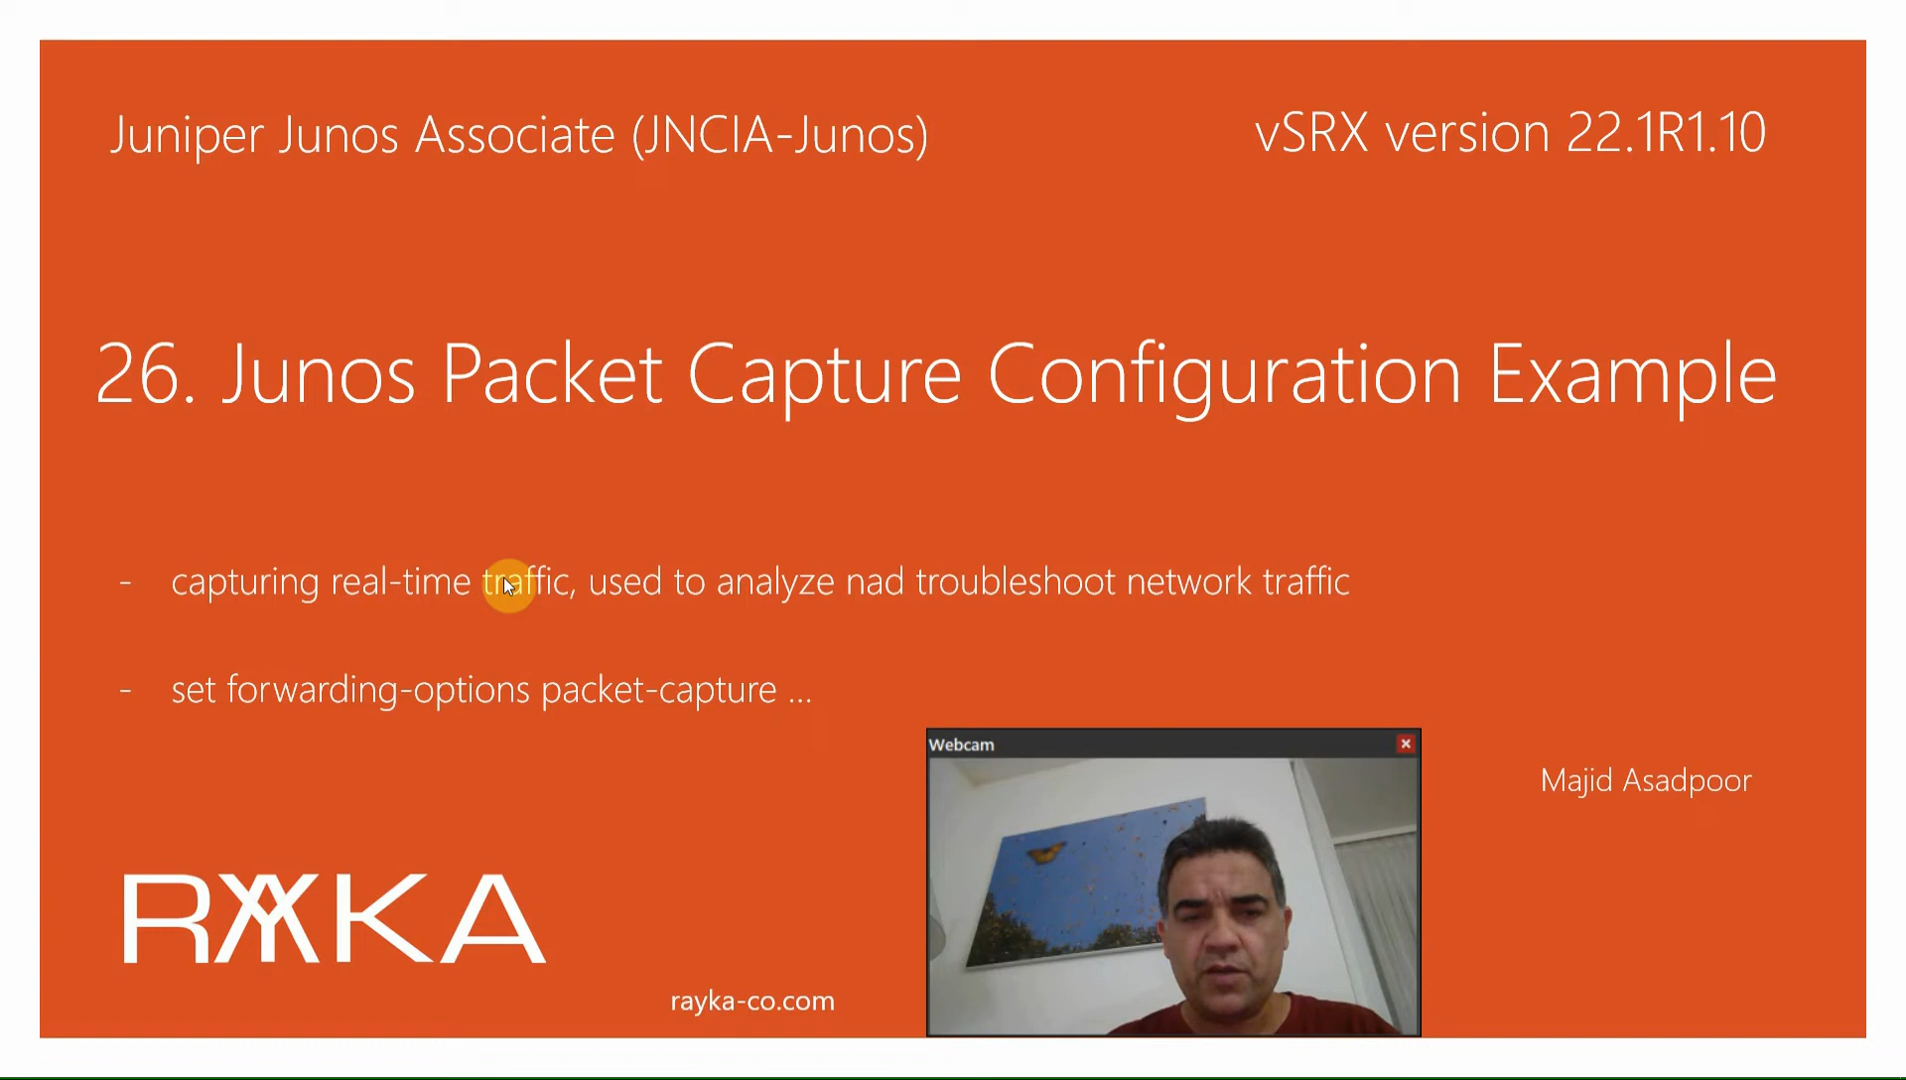 Juniper Junos Associate (JNCIA-Junos)
vSRX version 22.1R1.10
26. Junos Packet Capture Configuration Example
- capturing real-time traffic, used to analyze nad troubleshoot network traffic
- set forwarding-options packet-capture ...
Webcam
Majid Asadpoor
RAYKA
rayka-co.com